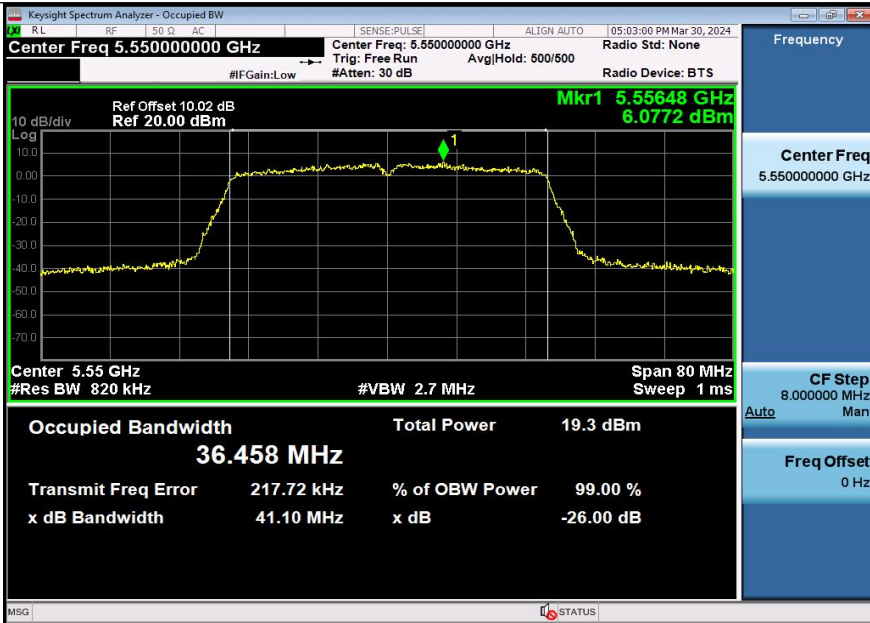 Keysight Spectrum Analyzer - Occupied BW
LXI RL RF 50 Ω AC SENSE:PULSE ALIGN AUTO 05:03:00 PM Mar 30, 2024
Center Freq 5.550000000 GHz
Center Freq: 5.550000000 GHz
Radio Std: None
Trig: Free Run Avg|Hold: 500/500
#IFGain:Low #Atten: 30 dB Radio Device: BTS
Frequency
Ref Offset 10.02 dB
Mkr1 5.55648 GHz
10 dB/div Ref 20.00 dBm 6.0772 dBm
Log
1
10.0
0.00
-10.0
-20.0
-30.0
-40.0
-50.0
-60.0
-70.0
Center 5.55 GHz Span 80 MHz
#Res BW 820 kHz #VBW 2.7 MHz Sweep 1 ms
Occupied Bandwidth Total Power 19.3 dBm
36.458 MHz
Transmit Freq Error 217.72 kHz % of OBW Power 99.00 %
x dB Bandwidth 41.10 MHz x dB -26.00 dB
Center Freq
5.550000000 GHz
CF Step
8.000000 MHz
Auto Man
Freq Offset
0 Hz
MSG STATUS